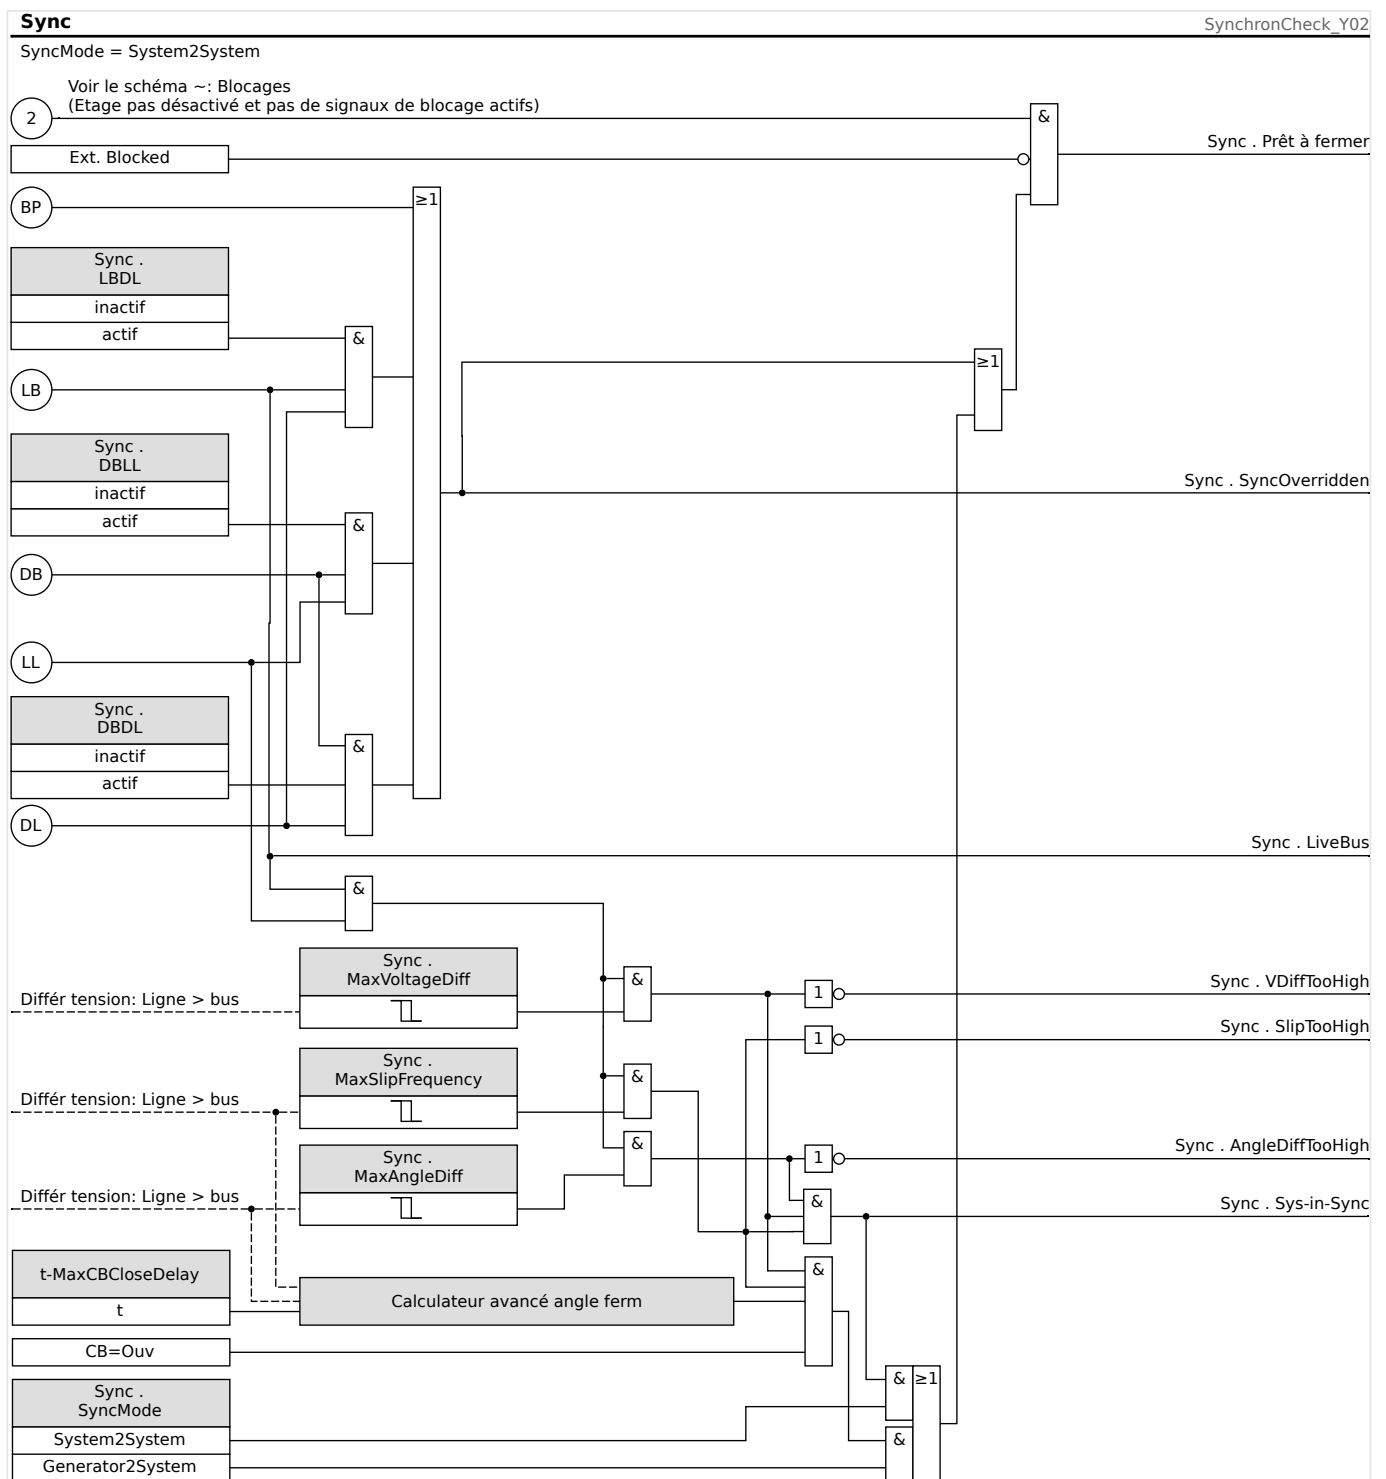 Sync
SynchronCheck_Y02
SyncMode = System2System
Voir le schéma ~: Blocages
(Etage pas désactivé et pas de signaux de blocage actifs)
2
&
Sync . Prêt à fermer
Ext. Blocked
BP
≥1
Sync .
LBDL
inactif
actif
&
≥1
LB
Sync .
DBLL
inactif
actif
&
Sync . SyncOverridden
DB
LL
Sync .
DBDL
inactif
actif
&
DL
Sync . LiveBus
&
Sync .
MaxVoltageDiff
Différ tension: Ligne > bus
&
1
Sync . VDiffTooHigh
1
Sync . SlipTooHigh
Sync .
MaxSlipFrequency
Différ tension: Ligne > bus
&
Sync .
MaxAngleDiff
Différ tension: Ligne > bus
&
1
Sync . AngleDiffTooHigh
&
Sync . Sys-in-Sync
t-MaxCBCloseDelay
t
Calculateur avancé angle ferm
&
CB=Ouv
Sync .
SyncMode
System2System
Generator2System
&
≥1
&